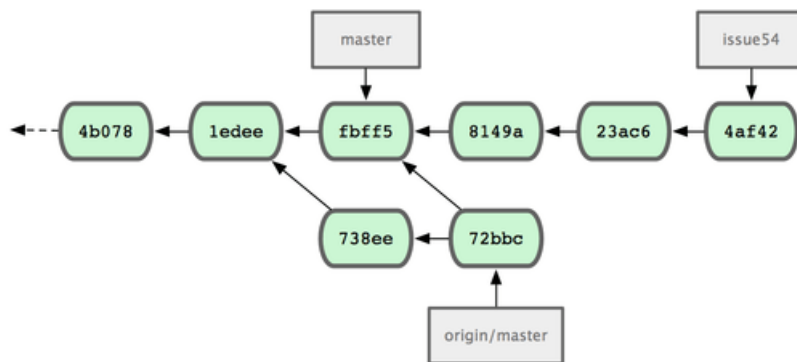 master
issue54
4b078
1edee
fbff5
8149a
23ac6
4af42
738ee
72bbc
origin/master